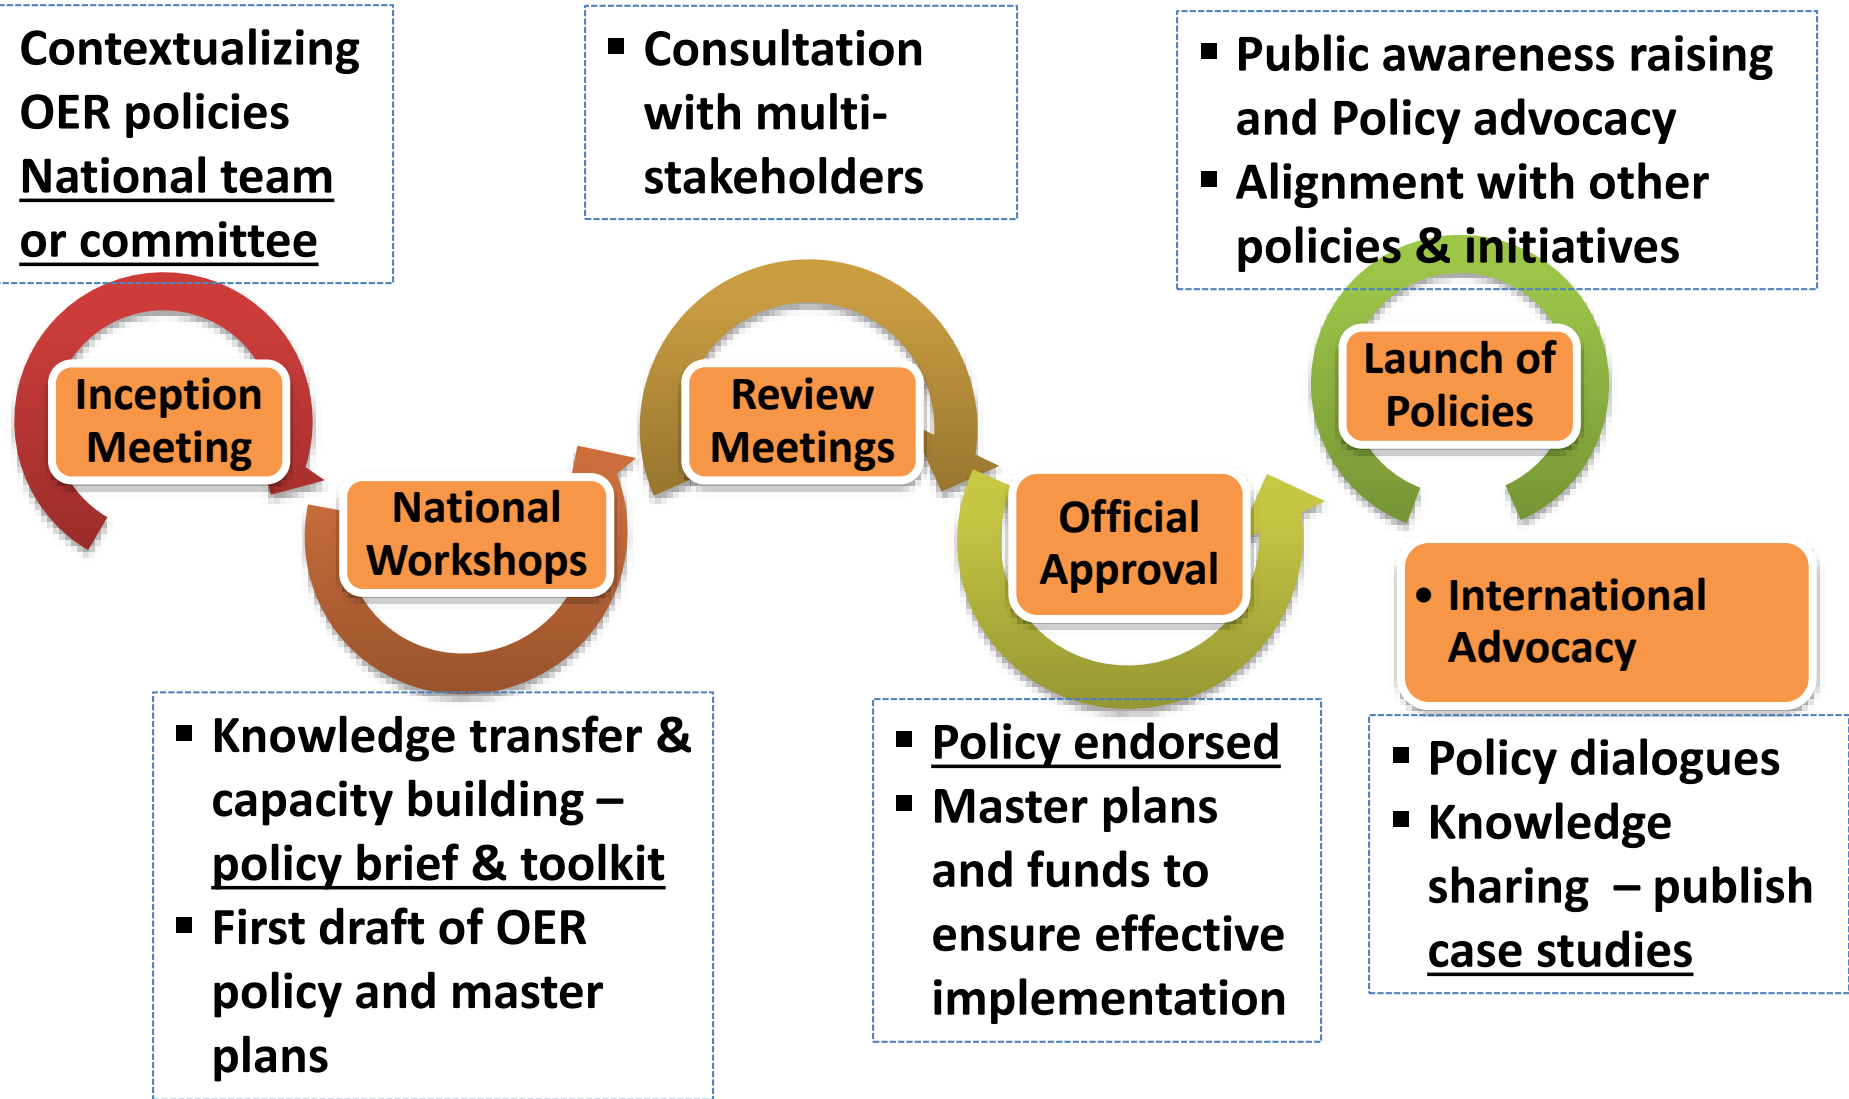 Contextualizing
OER policies
National team
or committee
▪ Consultation
with multi-
stakeholders
▪ Public awareness raising
and Policy advocacy
▪ Alignment with other
policies & initiatives
Inception
Meeting
National
Workshops
Review
Meetings
Official
Approval
Launch of
Policies
• International
Advocacy
▪ Knowledge transfer &
capacity building –
policy brief & toolkit
▪ First draft of OER
policy and master
plans
▪ Policy endorsed
▪ Master plans
and funds to
ensure effective
implementation
▪ Policy dialogues
▪ Knowledge
sharing – publish
case studies